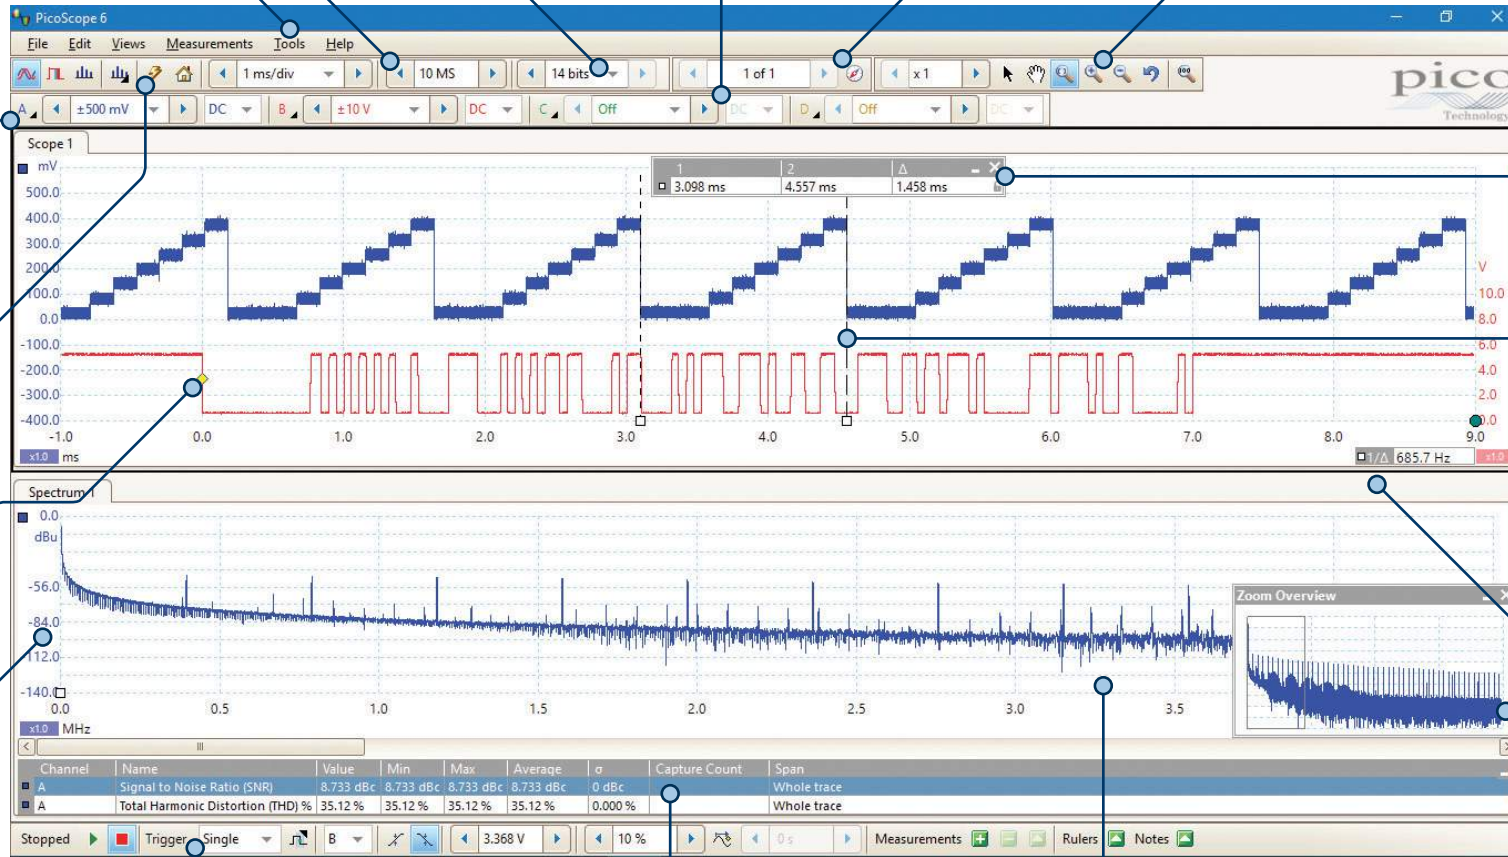 PicoScope 6
File Edit Views Measurements Tools Help
1 ms/div 10 MS 14 bits 1 of 1 x 1
pico
Technology
A ±500 mV DC B ±10 V DC C Off DC D Off DC
Scope 1
mV
1 2 Δ
3.098 ms 4.557 ms 1.458 ms
500.0
400.0
300.0
200.0
V
100.0 10.0
0.0 8.0
-100.0 6.0
-200.0 4.0
-300.0 2.0
-400.0 0.0
-1.0 0.0 1.0 2.0 3.0 4.0 5.0 6.0 7.0 8.0 9.0
x1.0 ms 1/Δ 685.7 Hz x1.0
Spectrum 1
0.0
dBu
-56.0
Zoom Overview
-84.0
-112.0
-140.0
0.0 0.5 1.0 1.5 2.0 2.5 3.0 3.5
x1.0 MHz
Channel Name Value Min Max Average σ Capture Count Span
A Signal to Noise Ratio (SNR) 8.733 dBc 8.733 dBc 8.733 dBc 8.733 dBc 0 dBc Whole trace
A Total Harmonic Distortion (THD) % 35.12 % 35.12 % 35.12 % 35.12 % 0.000 % Whole trace
Stopped Trigger Single B 3.368 V 10 % 0 s Measurements Rulers Notes